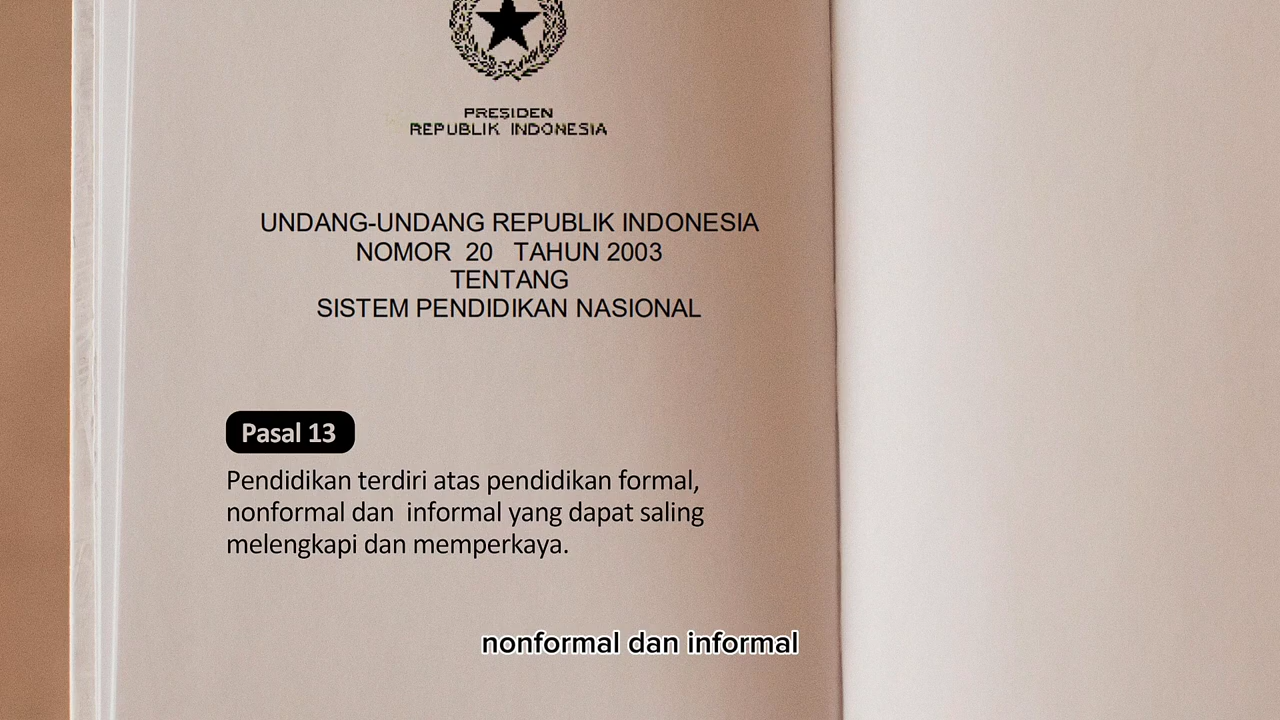 PRESIDEN
REPUBLIK INDONESIA
UNDANG-UNDANG REPUBLIK INDONESIA
NOMOR 20 TAHUN 2003
TENTANG
SISTEM PENDIDIKAN NASIONAL
Pasal 13
Pendidikan terdiri atas pendidikan formal,
nonformal dan informal yang dapat saling
melengkapi dan memperkaya.
nonformal dan informal